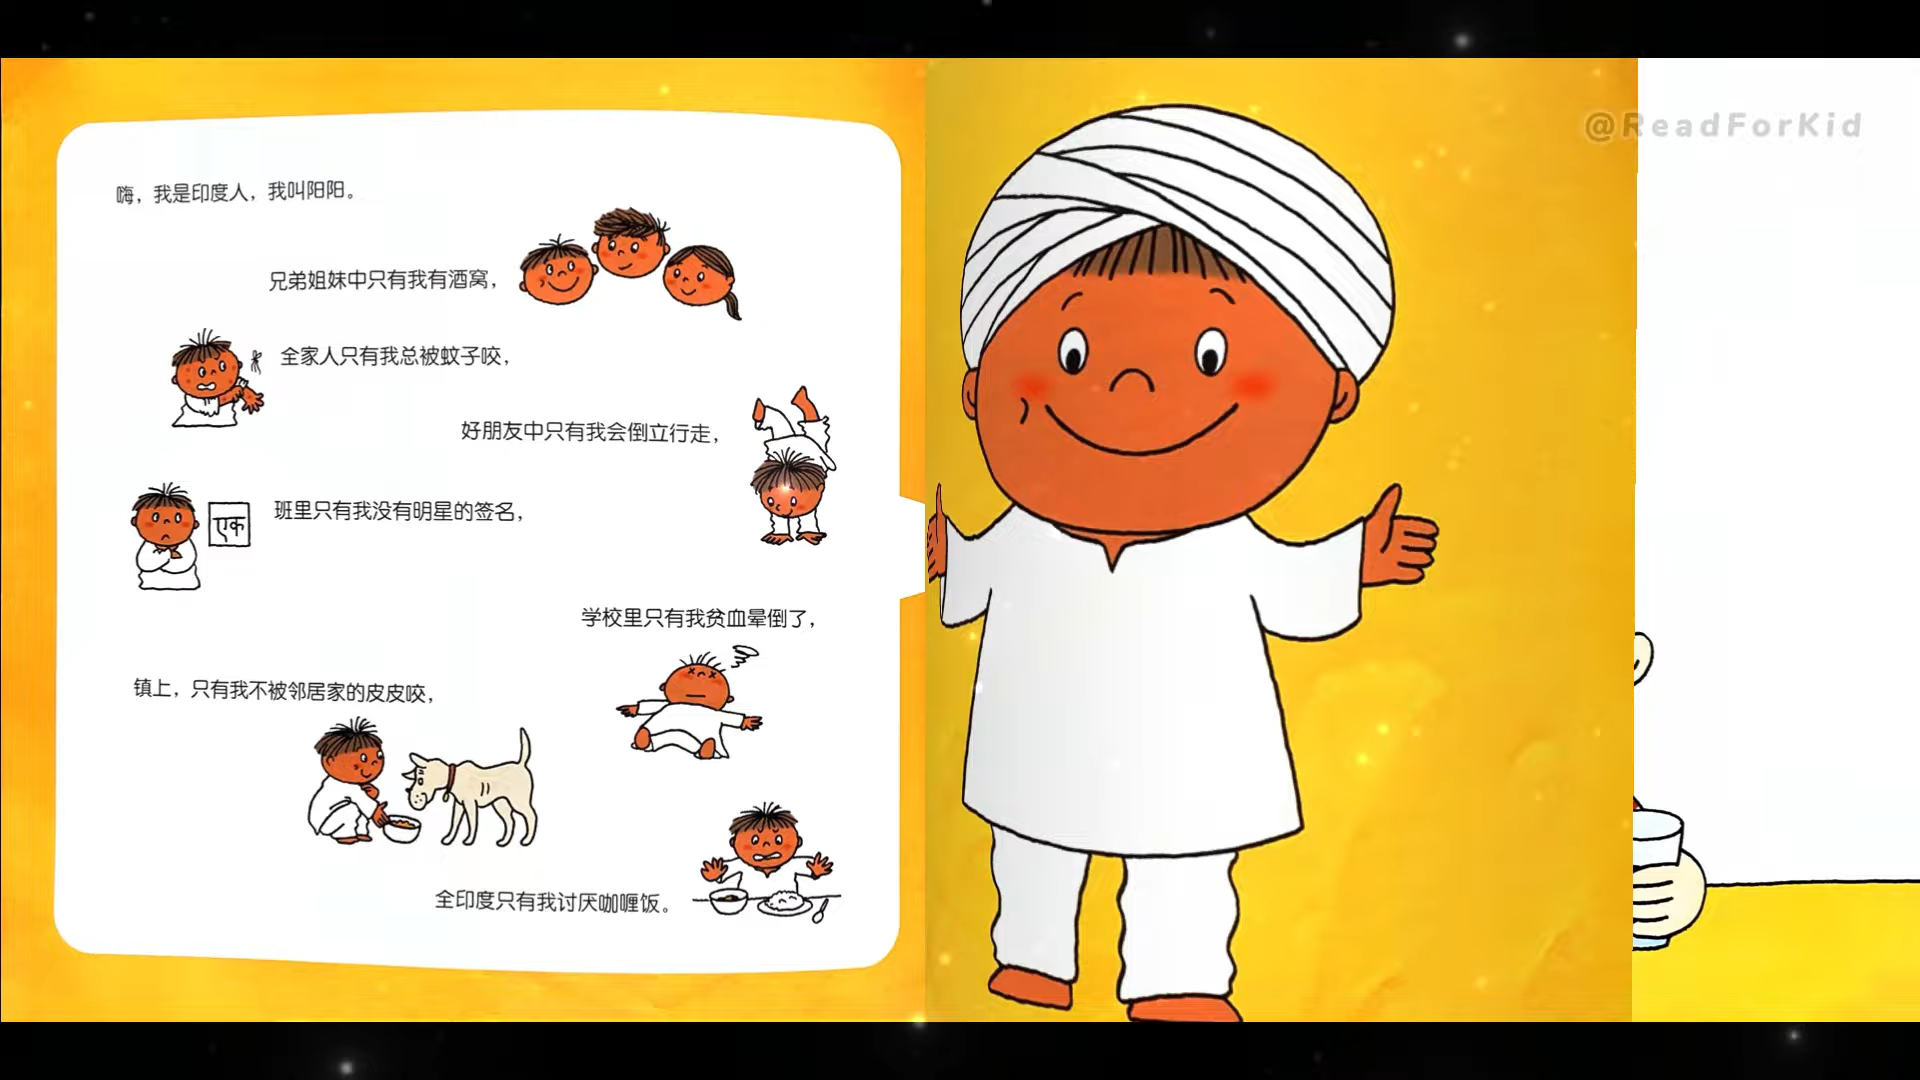 @ReadForKid
嗨，我是印度人，我叫阳阳。
兄弟姐妹中只有我有酒窝，
全家人只有我总被蚊子咬，
好朋友中只有我会倒立行走，
एक
班里只有我没有明星的签名，
学校里只有我贫血晕倒了，
镇上，只有我不被邻居家的皮皮咬，
全印度只有我讨厌咖喱饭。